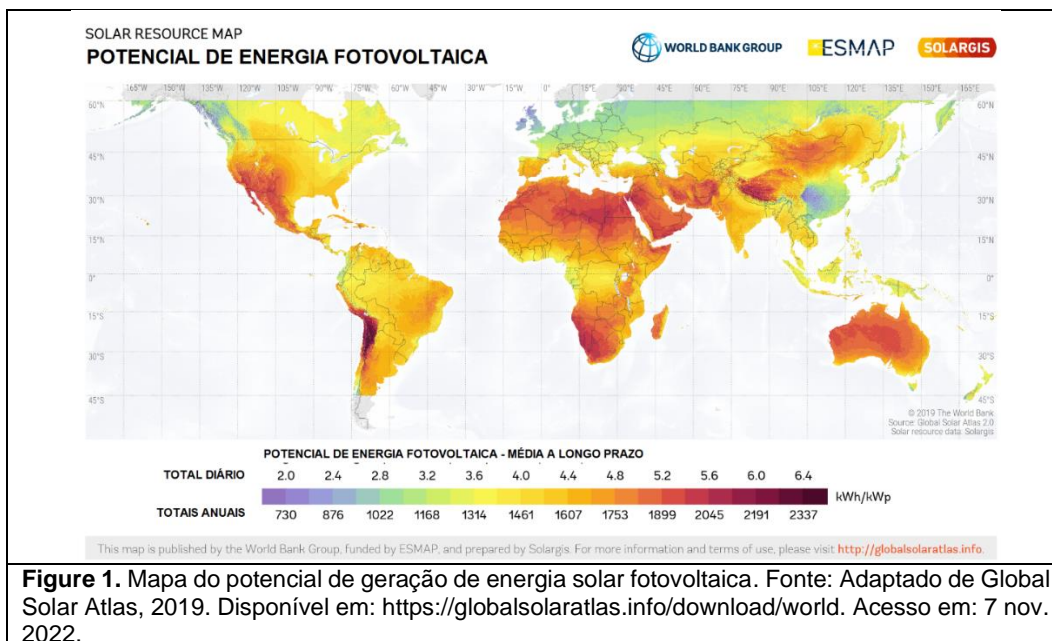 SOLAR RESOURCE MAP
POTENCIAL DE ENERGIA FOTOVOLTAICA
WORLD BANK GROUP
ESMAP
SOLARGIS
165°W 150°W 135°W 120°W 105°W 90°W 75°W 60°W 45°W 30°W 15°W 0° 15°E 30°E 45°E 60°E 75°E 90°E 105°E 120°E 135°E 150°E 165°E
60°N 60°N
45°N 45°N
30°N 30°N
15°N 15°N
0° 0°
15°S 15°S
30°S 30°S
45°S 45°S
© 2019 The World Bank
Source: Global Solar Atlas 2.0
Solar resource data: Solargis
POTENCIAL DE ENERGIA FOTOVOLTAICA - MÉDIA A LONGO PRAZO
TOTAL DIÁRIO 2.0 2.4 2.8 3.2 3.6 4.0 4.4 4.8 5.2 5.6 6.0 6.4
kWh/kWp
TOTAIS ANUAIS 730 876 1022 1168 1314 1461 1607 1753 1899 2045 2191 2337
This map is published by the World Bank Group, funded by ESMAP, and prepared by Solargis. For more information and terms of use, please visit http://globalsolaratlas.info.
Figure 1. Mapa do potencial de geração de energia solar fotovoltaica. Fonte: Adaptado de Global
Solar Atlas, 2019. Disponível em: https://globalsolaratlas.info/download/world. Acesso em: 7 nov.
2022.